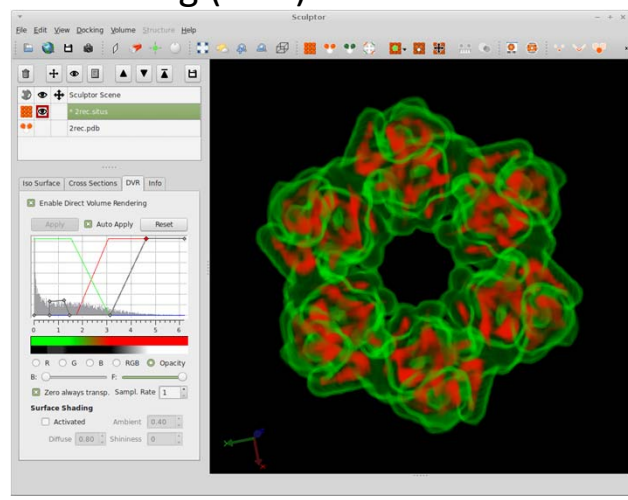 g (
Sculptor
File Edit View Docking Volume Structure Help
Sculptor Scene
* 2rec.situs
2rec.pdb
Iso Surface Cross Sections DVR Info
Enable Direct Volume Rendering
Apply Auto Apply Reset
0 1 2 3 4 5 6
R G B RGB Opacity
B: F:
Zero always transp. Sampl. Rate 1
Surface Shading
Activated Ambient 0.40
Diffuse 0.80 Shininess 0